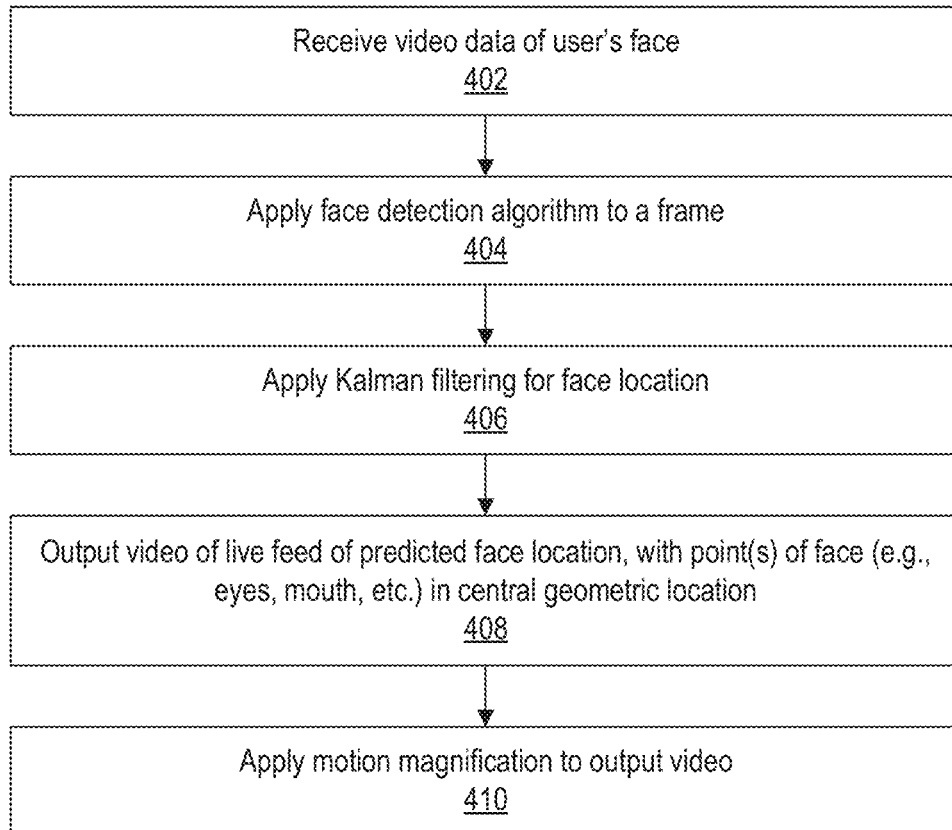 Receive video data of user's face
402
Apply face detection algorithm to a frame
404
Apply Kalman filtering for face location
406
Output video of live feed of predicted face location, with point(s) of face (e.g.,
eyes, mouth, etc.) in central geometric location
408
Apply motion magnification to output video
410